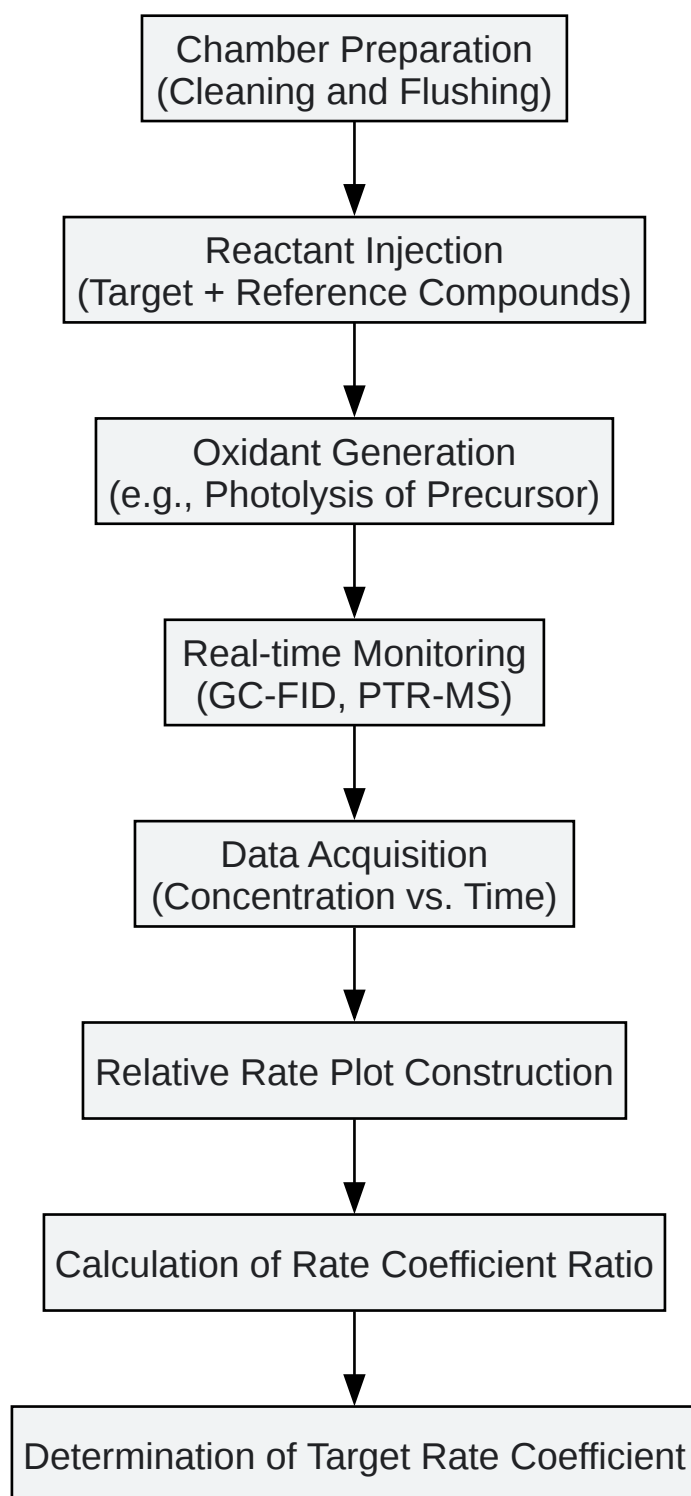 Chamber Preparation
(Cleaning and Flushing)
Reactant Injection
(Target + Reference Compounds)
Oxidant Generation
(e.g., Photolysis of Precursor)
Real-time Monitoring
(GC-FID, PTR-MS)
Data Acquisition
(Concentration vs. Time)
Relative Rate Plot Construction
Calculation of Rate Coefficient Ratio
Determination of Target Rate Coefficient